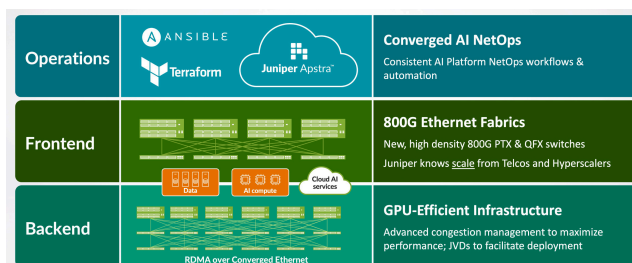 Operations
ANSIBLE
Terraform
Juniper Apstra™
Converged AI NetOps
Consistent AI Platform NetOps workflows &
automation
Frontend
800G Ethernet Fabrics
New, high density 800G PTX & QFX switches
Juniper knows scale from Telcos and Hyperscalers
Data
AI compute
Cloud AI
services
Backend
RDMA over Converged Ethernet
GPU-Efficient Infrastructure
Advanced congestion management to maximize
performance; JVDs to facilitate deployment